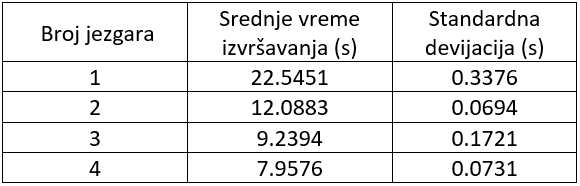 Broj jezgara Srednje vreme izvršavanja (s) Standardna devijacija (s)
1 22.5451 0.3376
2 12.0883 0.0694
3 9.2394 0.1721
4 7.9576 0.0731